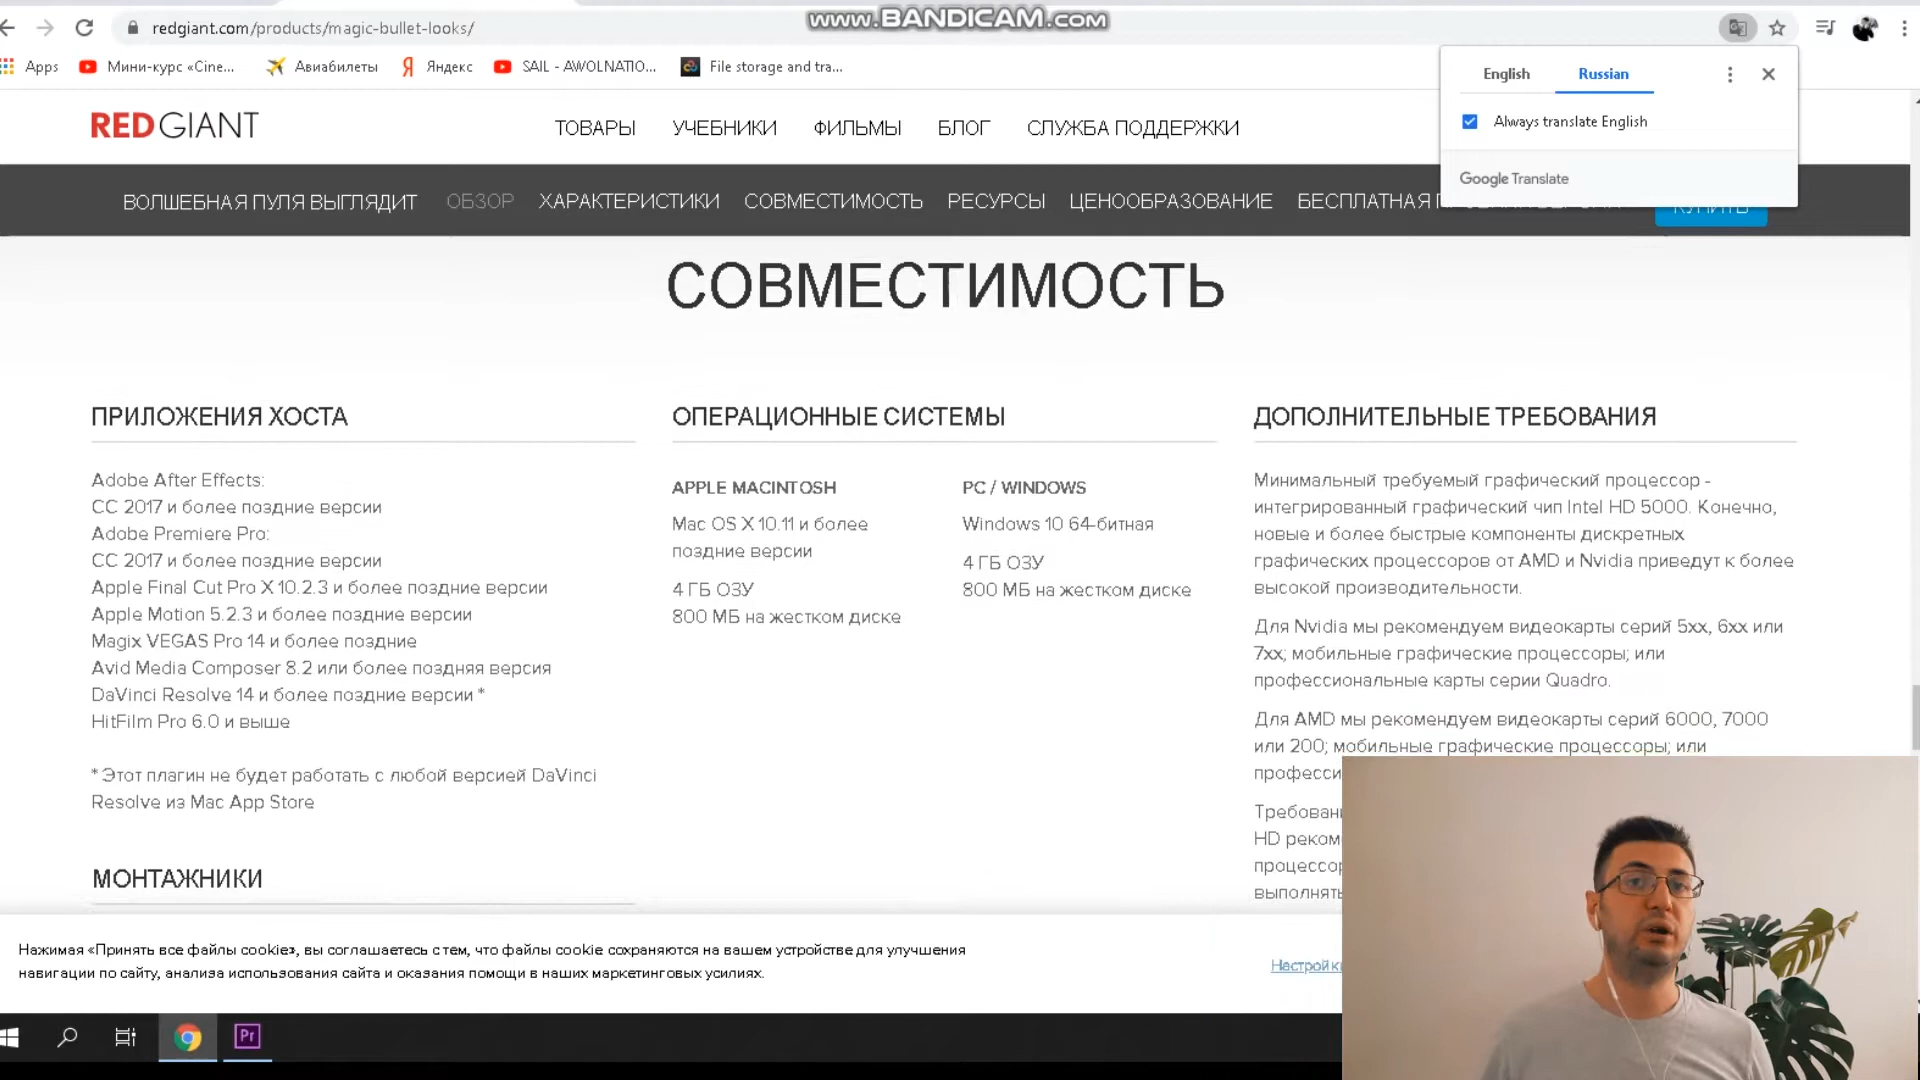 www.BANDICAM.com
redgiant.com/products/magic-bullet-looks/
Apps
Мини-курс «Cine...
Авиабилеты
Яндекс
SAIL - AWOLNATIO...
File storage and tra...
English
Russian
Always translate English
Google Translate
REDGIANT
ТОВАРЫ
УЧЕБНИКИ
ФИЛЬМЫ
БЛОГ
СЛУЖБА ПОДДЕРЖКИ
ВОЛШЕБНАЯ ПУЛЯ ВЫГЛЯДИТ
ОБЗОР
ХАРАКТЕРИСТИКИ
СОВМЕСТИМОСТЬ
РЕСУРСЫ
ЦЕНООБРАЗОВАНИЕ
БЕСПЛАТНАЯ
КУПИТЬ
СОВМЕСТИМОСТЬ
ПРИЛОЖЕНИЯ ХОСТА
Adobe After Effects:
CC 2017 и более поздние версии
Adobe Premiere Pro:
CC 2017 и более поздние версии
Apple Final Cut Pro X 10.2.3 и более поздние версии
Apple Motion 5.2.3 и более поздние версии
Magix VEGAS Pro 14 и более поздние
Avid Media Composer 8.2 или более поздняя версия
DaVinci Resolve 14 и более поздние версии *
HitFilm Pro 6.0 и выше
* Этот плагин не будет работать с любой версией DaVinci
Resolve из Mac App Store
МОНТАЖНИКИ
ОПЕРАЦИОННЫЕ СИСТЕМЫ
APPLE MACINTOSH
Mac OS X 10.11 и более
поздние версии
4 ГБ ОЗУ
800 МБ на жестком диске
PC / WINDOWS
Windows 10 64-битная
4 ГБ ОЗУ
800 МБ на жестком диске
ДОПОЛНИТЕЛЬНЫЕ ТРЕБОВАНИЯ
Минимальный требуемый графический процессор -
интегрированный графический чип Intel HD 5000. Конечно,
новые и более быстрые компоненты дискретных
графических процессоров от AMD и Nvidia приведут к более
высокой производительности.
Для Nvidia мы рекомендуем видеокарты серий 5xx, 6xx или
7xx; мобильные графические процессоры; или
профессиональные карты серии Quadro.
Для AMD мы рекомендуем видеокарты серий 6000, 7000
или 200; мобильные графические процессоры; или
професси
Требован
HD реком
процессор
выполнять
Нажимая «Принять все файлы cookie», вы соглашаетесь с тем, что файлы cookie сохраняются на вашем устройстве для улучшения
навигации по сайту, анализа использования сайта и оказания помощи в наших маркетинговых усилиях.
Настройки
Pr